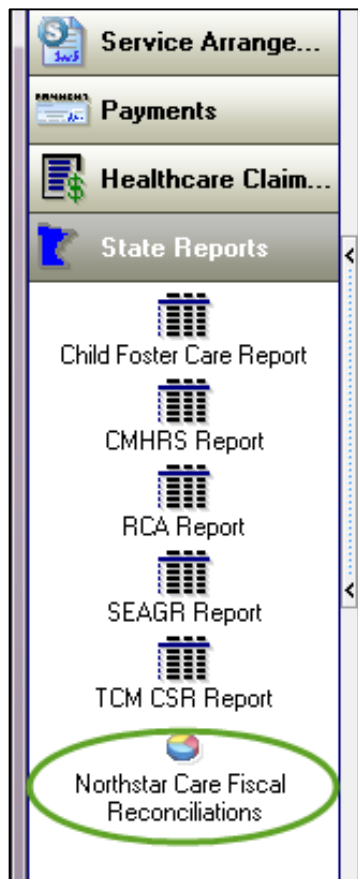 Service Arrange...
PAYMENT
Payments
Healthcare Claim...
State Reports
Child Foster Care Report
CMHRS Report
RCA Report
SEAGR Report
TCM CSR Report
Northstar Care Fiscal
Reconciliations